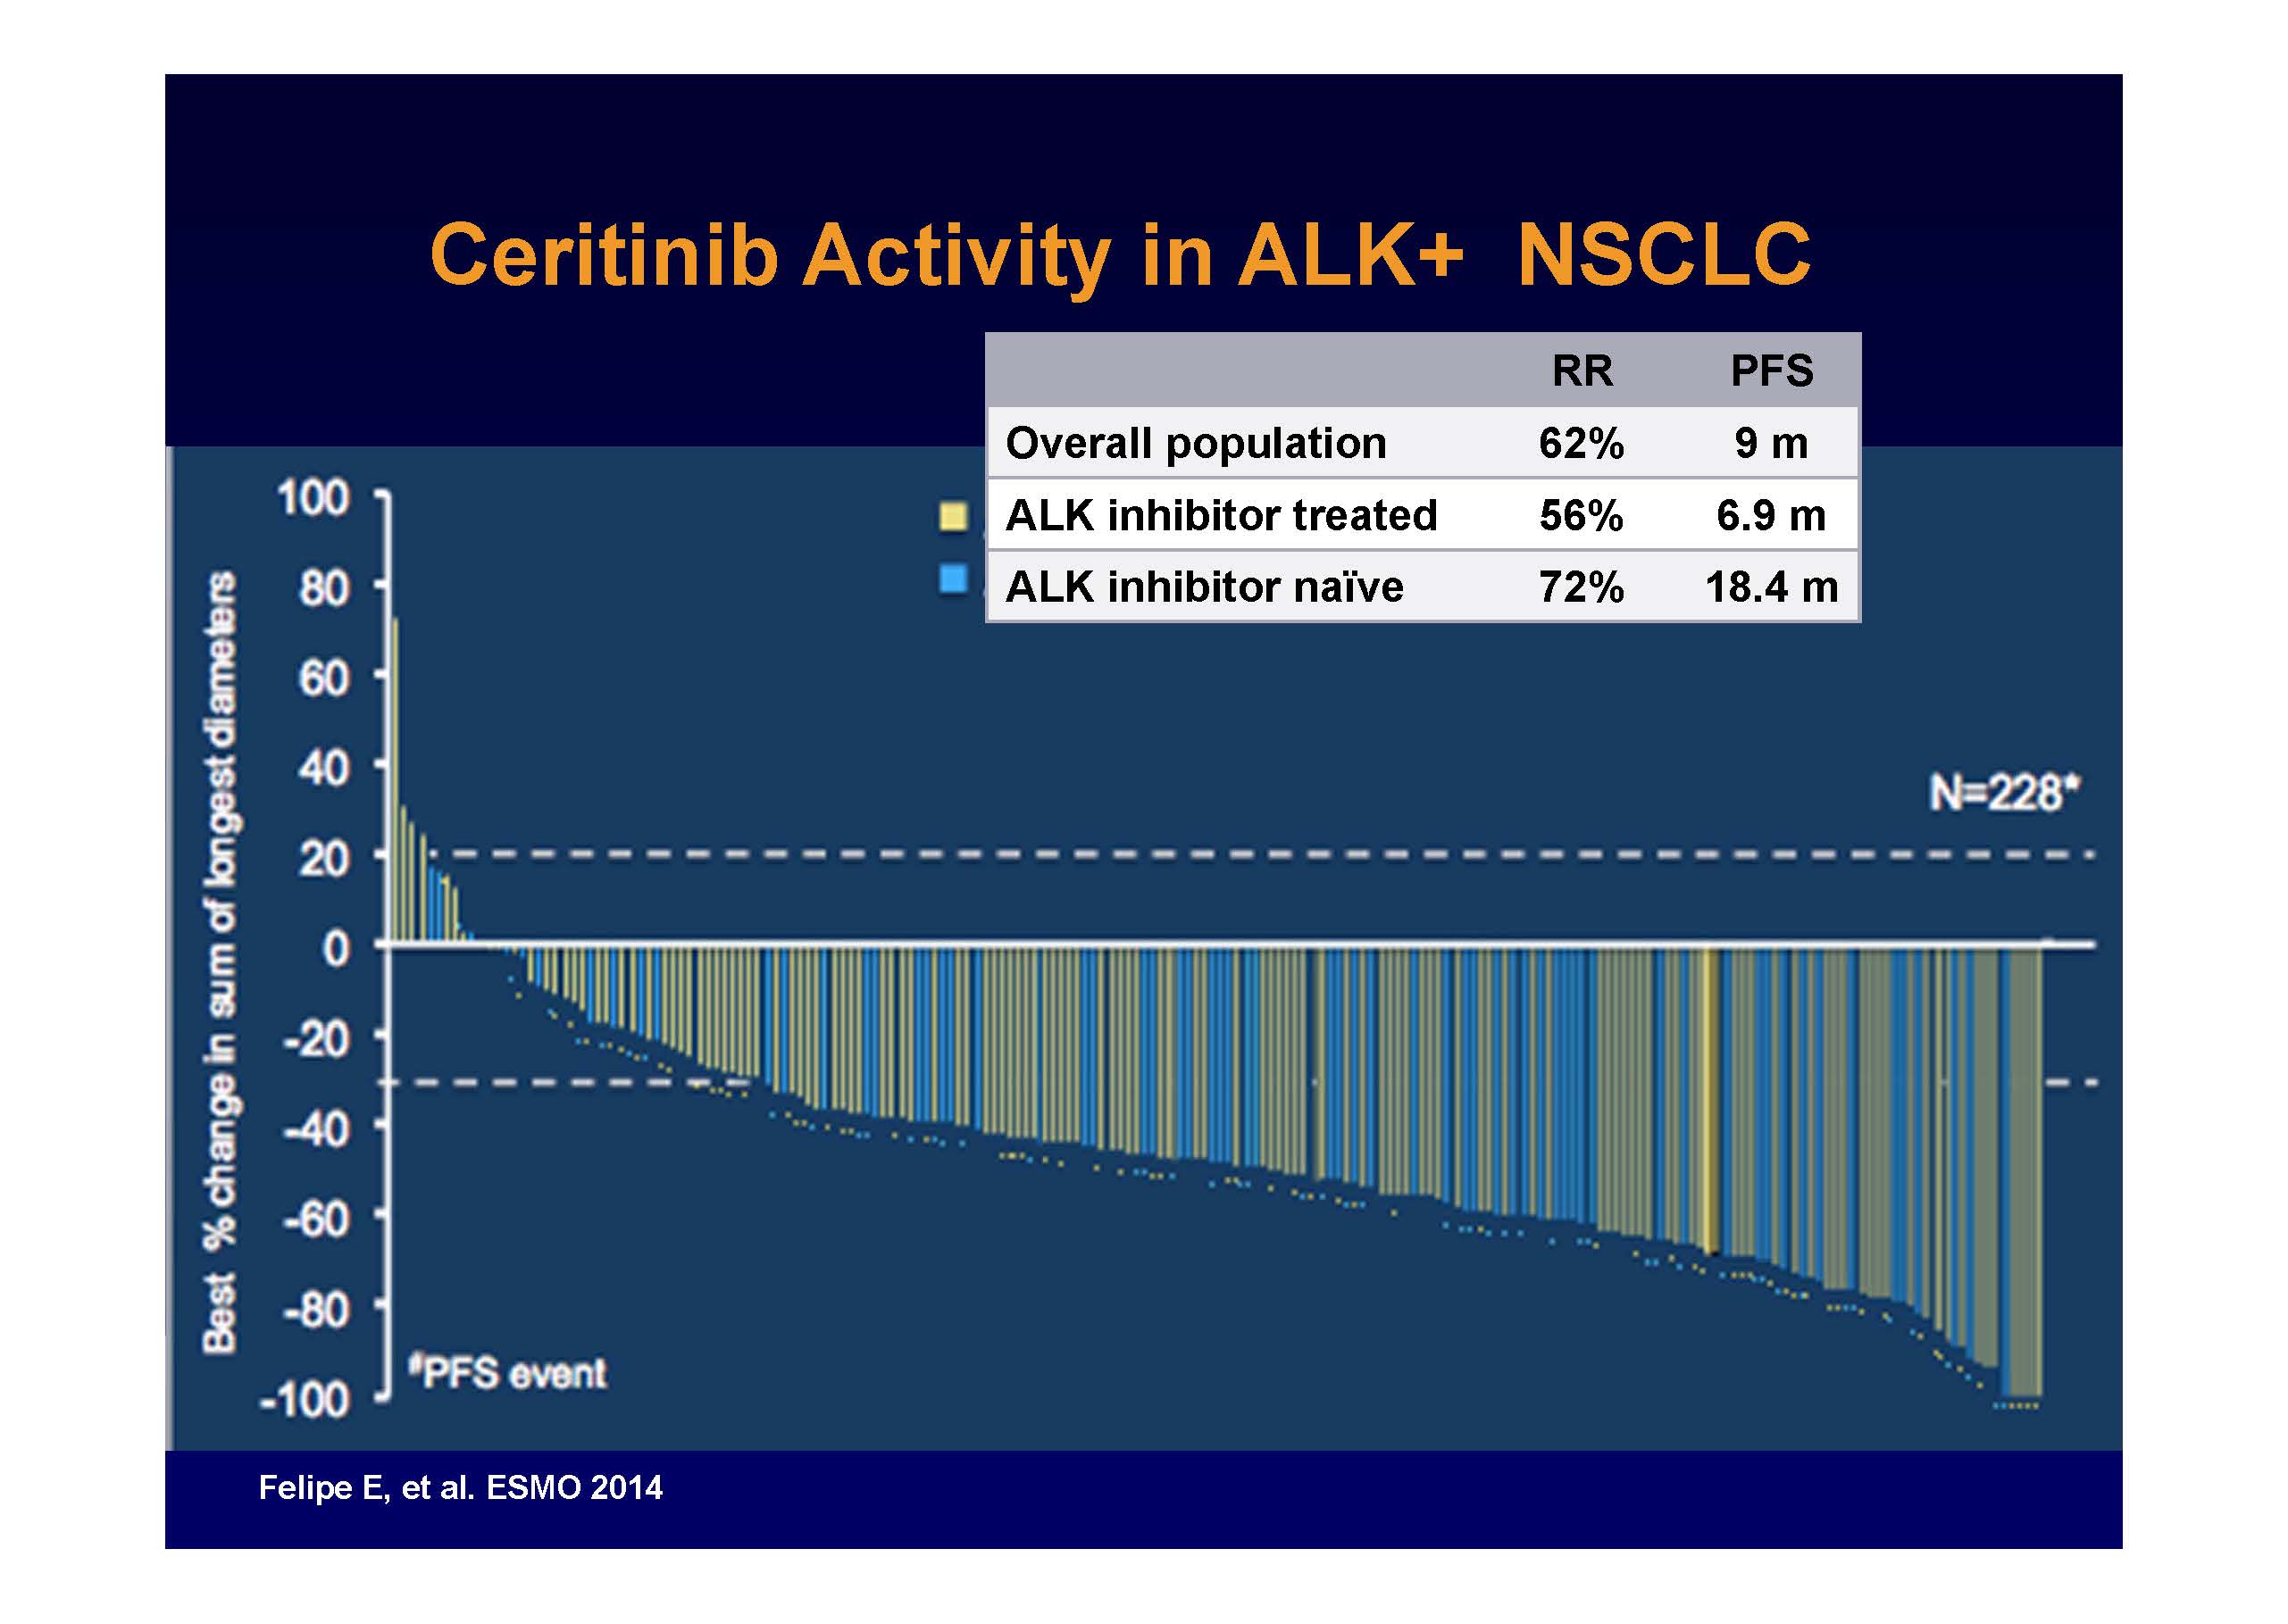 Ceritinib Activity in ALK+ NSCLC
RR PFS
Overall population 62% 9 m
ALK inhibitor treated 56% 6.9 m
ALK inhibitor naïve 72% 18.4 m
Best % change in sum of longest diameters
100
80
60
40
20
0
-20
-40
-60
-80
-100
N=228*
#PFS event
Felipe E, et al. ESMO 2014